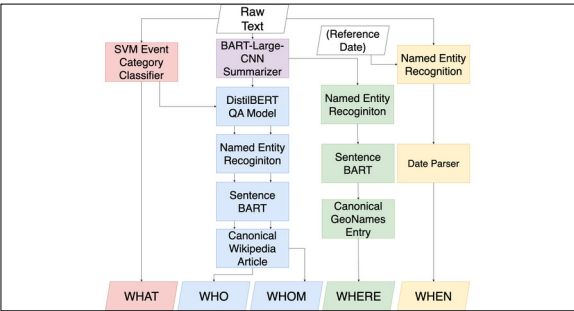 Raw
Text
(Reference
Date)
SVM Event
Category
Classifier
BART-Large-
CNN
Summarizer
Named Entity
Recognition
DistilBERT
QA Model
Named Entity
Recoginiton
Named Entity
Recoginiton
Sentence
BART
Date Parser
Sentence
BART
Canonical
GeoNames
Entry
Canonical
Wikipedia
Article
WHAT
WHO
WHOM
WHERE
WHEN